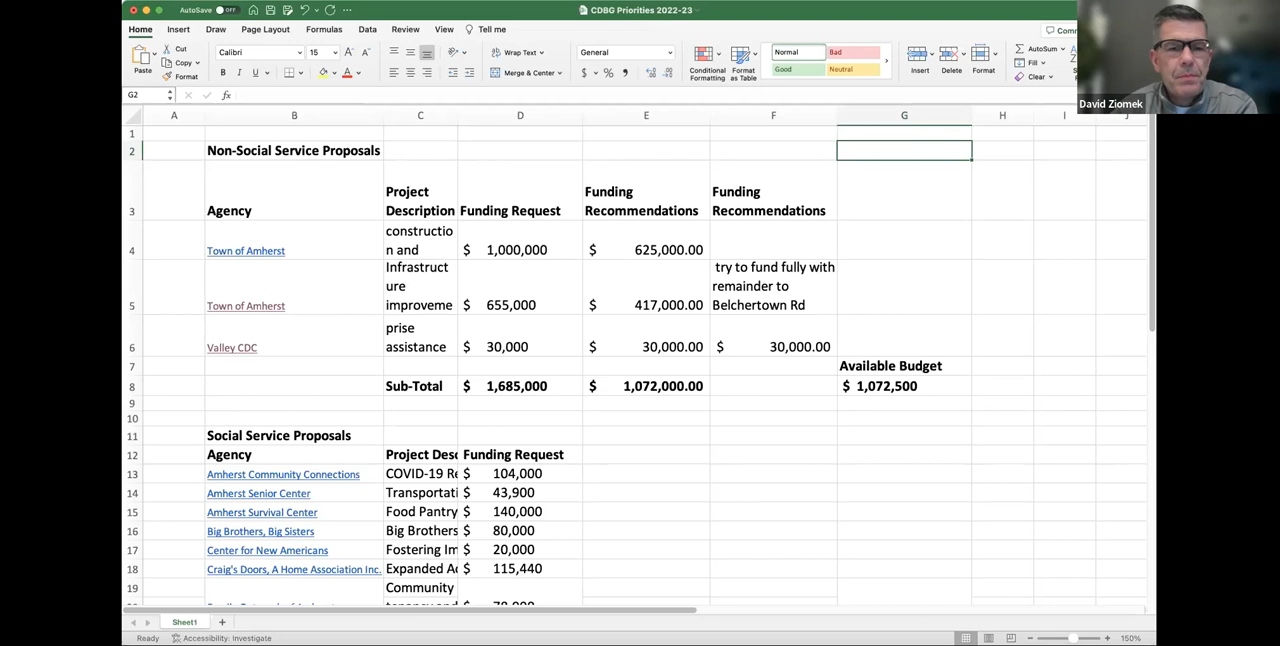 AutoSave OFF
CDBG Priorities 2022-23
Home Insert Draw Page Layout Formulas Data Review View Tell me
Paste
Cut
Copy
Format
Calibri 15
B I U
Wrap Text
Merge & Center
General
Conditional Formatting
Format as Table
Normal Bad
Good Neutral
Insert Delete Format
AutoSum
Fill
Clear
David Ziomek
G2 fx
A B C D E F G H I J
1
2 Non-Social Service Proposals
3 Agency Project Description Funding Request Funding Recommendations Funding Recommendations
4 Town of Amherst constructio n and $ 1,000,000 $ 625,000.00
5 Town of Amherst Infrastruct ure improveme $ 655,000 $ 417,000.00 try to fund fully with remainder to Belchertown Rd
6 Valley CDC prise assistance $ 30,000 $ 30,000.00 $ 30,000.00
7 Available Budget
8 Sub-Total $ 1,685,000 $ 1,072,000.00 $ 1,072,500
9
10
11 Social Service Proposals
12 Agency Project Desc Funding Request
13 Amherst Community Connections COVID-19 Re $ 104,000
14 Amherst Senior Center Transportati $ 43,900
15 Amherst Survival Center Food Pantry $ 140,000
16 Big Brothers, Big Sisters Big Brothers $ 80,000
17 Center for New Americans Fostering Im $ 20,000
18 Craig's Doors, A Home Association Inc. Expanded Ac $ 115,440
19 Community
Sheet1
Ready Accessibility: Investigate 150%